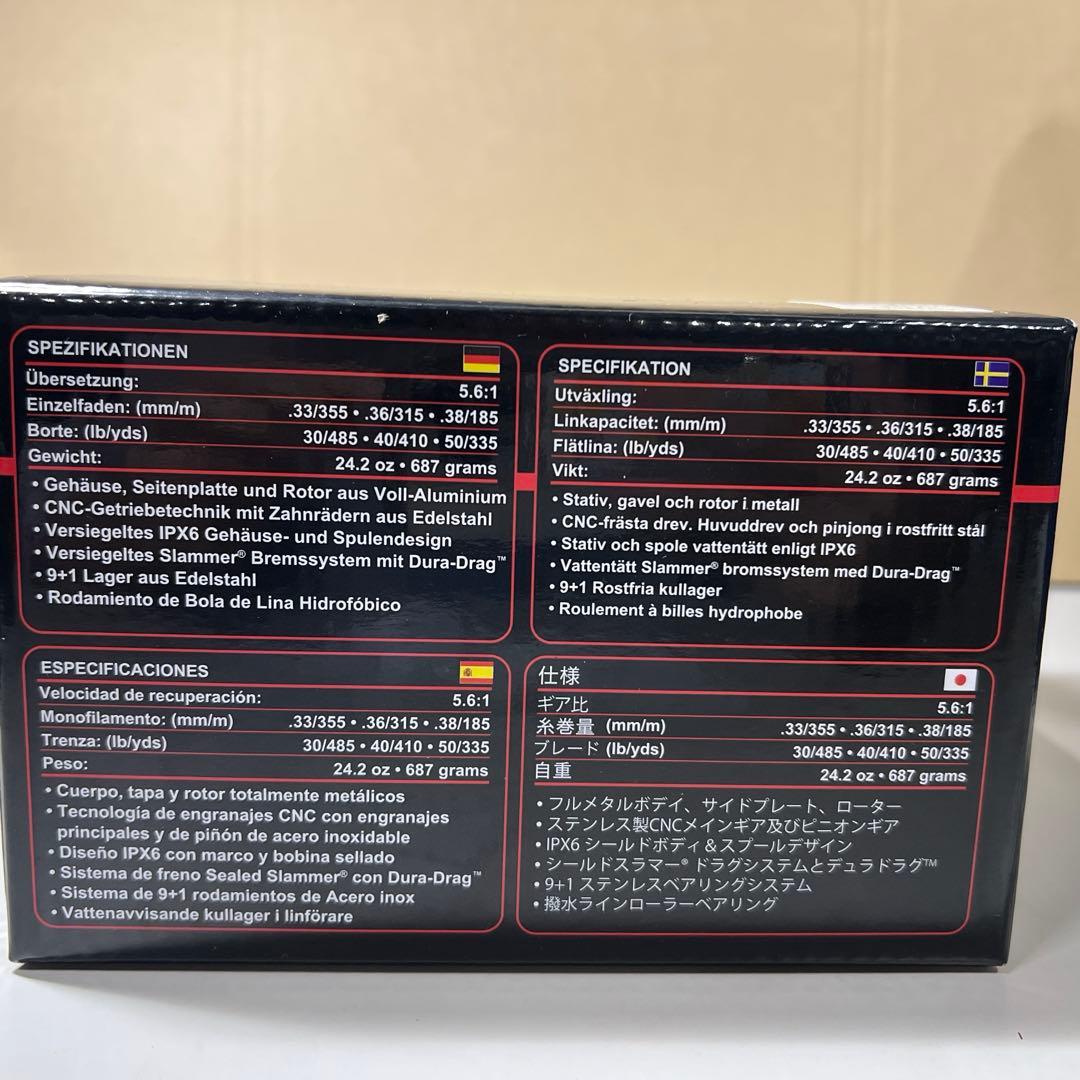 SPEZIFIKATIONEN
Übersetzung: 5.6:1
Einzelfaden: (mm/m) .33/355 • .36/315 • .38/185
Borte: (lb/yds) 30/485 • 40/410 • 50/335
Gewicht: 24.2 oz • 687 grams
• Gehäuse, Seitenplatte und Rotor aus Voll-Aluminium
• CNC-Getriebetechnik mit Zahnrädern aus Edelstahl
• Versiegeltes IPX6 Gehäuse- und Spulendesign
• Versiegeltes Slammer® Bremssystem mit Dura-Drag™
• 9+1 Lager aus Edelstahl
• Rodamiento de Bola de Lina Hidrofóbico
SPECIFIKATION
Utväxling: 5.6:1
Linkapacitet: (mm/m) .33/355 • .36/315 • .38/185
Flätlina: (lb/yds) 30/485 • 40/410 • 50/335
Vikt: 24.2 oz • 687 grams
• Stativ, gavel och rotor i metall
• CNC-frästa drev. Huvuddrev och pinjong i rostfritt stål
• Stativ och spole vattentätt enligt IPX6
• Vattentätt Slammer® bromssystem med Dura-Drag™
• 9+1 Rostfria kullager
• Roulement à billes hydrophobe
ESPECIFICACIONES
Velocidad de recuperación: 5.6:1
Monofilamento: (mm/m) .33/355 • .36/315 • .38/185
Trenza: (lb/yds) 30/485 • 40/410 • 50/335
Peso: 24.2 oz • 687 grams
• Cuerpo, tapa y rotor totalmente metálicos
• Tecnología de engranajes CNC con engranajes
principales y de piñón de acero inoxidable
• Diseño IPX6 con marco y bobina sellado
• Sistema de freno Sealed Slammer® con Dura-Drag™
• Sistema de 9+1 rodamientos de Acero inox
• Vattenavvisande kullager i linförare
仕様
ギア比 5.6:1
糸巻量 (mm/m) .33/355 • .36/315 • .38/185
ブレード (lb/yds) 30/485 • 40/410 • 50/335
自重 24.2 oz • 687 grams
• フルメタルボデイ、サイドプレート、ローター
• ステンレス製CNCメインギア及びピニオンギア
• IPX6 シールドボディ＆スプールデザイン
• シールドスラマー® ドラグシステムとデュラドラグ™
• 9+1 ステンレスベアリングシステム
• 撥水ラインローラーベアリング